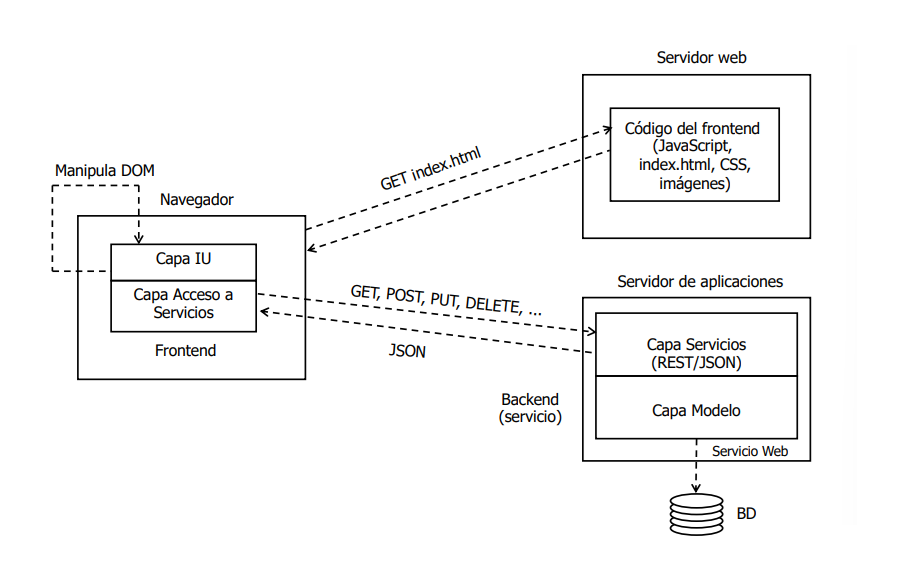 Servidor web
Código del frontend
(JavaScript,
index.html, CSS,
imágenes)
GET index.html
Manipula DOM
Navegador
Capa IU
Capa Acceso a
Servicios
Frontend
GET, POST, PUT, DELETE, ...
JSON
Servidor de aplicaciones
Capa Servicios
(REST/JSON)
Capa Modelo
Backend
(servicio)
Servicio Web
BD